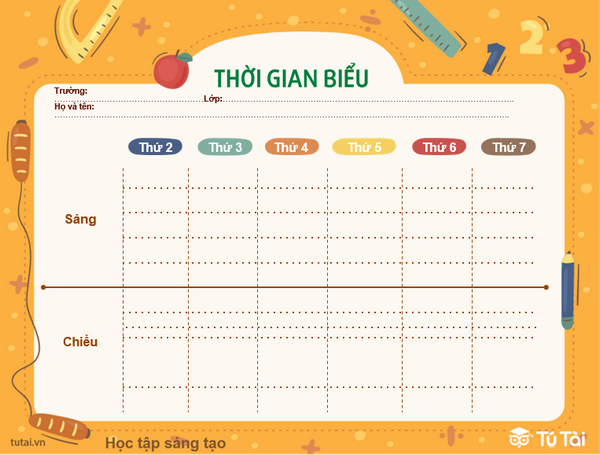 1 2 3
THỜI GIAN BIỂU
Trường: Lớp:
Họ và tên:
Thứ 2 Thứ 3 Thứ 4 Thứ 5 Thứ 6 Thứ 7
Sáng
Chiều
tutai.vn Học tập sáng tạo Tú Tài